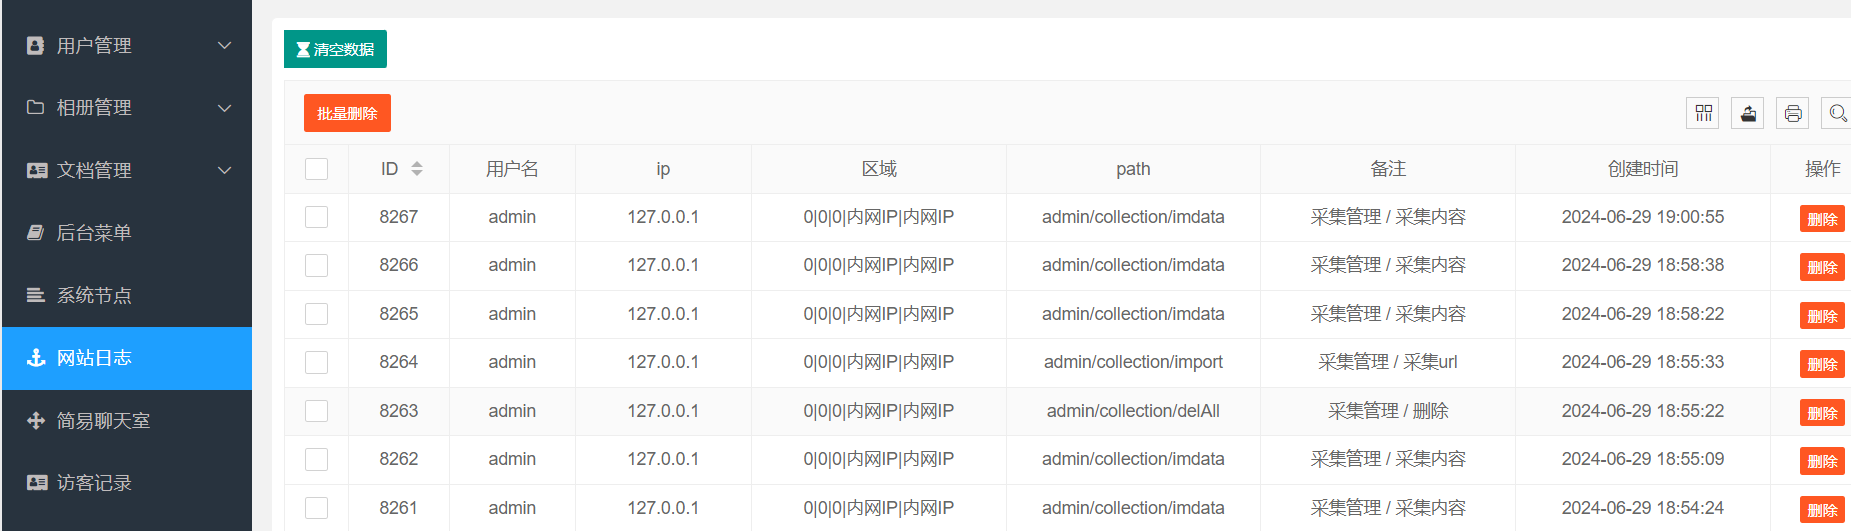 用户管理
相册管理
文档管理
后台菜单
系统节点
网站日志
简易聊天室
访客记录
清空数据
批量删除
ID 用户名 ip 区域 path 备注 创建时间 操作
8267 admin 127.0.0.1 0|0|0|内网IP|内网IP admin/collection/imdata 采集管理 / 采集内容 2024-06-29 19:00:55 删除
8266 admin 127.0.0.1 0|0|0|内网IP|内网IP admin/collection/imdata 采集管理 / 采集内容 2024-06-29 18:58:38 删除
8265 admin 127.0.0.1 0|0|0|内网IP|内网IP admin/collection/imdata 采集管理 / 采集内容 2024-06-29 18:58:22 删除
8264 admin 127.0.0.1 0|0|0|内网IP|内网IP admin/collection/import 采集管理 / 采集url 2024-06-29 18:55:33 删除
8263 admin 127.0.0.1 0|0|0|内网IP|内网IP admin/collection/delAll 采集管理 / 删除 2024-06-29 18:55:22 删除
8262 admin 127.0.0.1 0|0|0|内网IP|内网IP admin/collection/imdata 采集管理 / 采集内容 2024-06-29 18:55:09 删除
8261 admin 127.0.0.1 0|0|0|内网IP|内网IP admin/collection/imdata 采集管理 / 采集内容 2024-06-29 18:54:24 删除